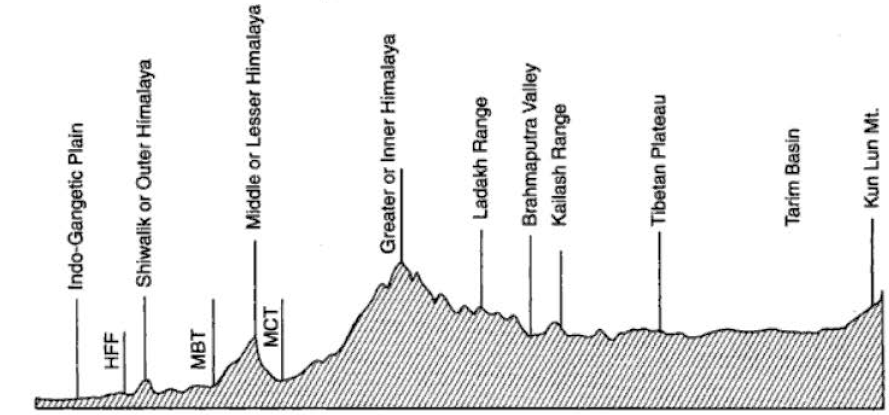 Indo-Gangetic Plain
HFF
Shiwalik or Outer Himalaya
MBT
Middle or Lesser Himalaya
MCT
Greater or Inner Himalaya
Ladakh Range
Brahmaputra Valley
Kailash Range
Tibetan Plateau
Tarim Basin
Kun Lun Mt.